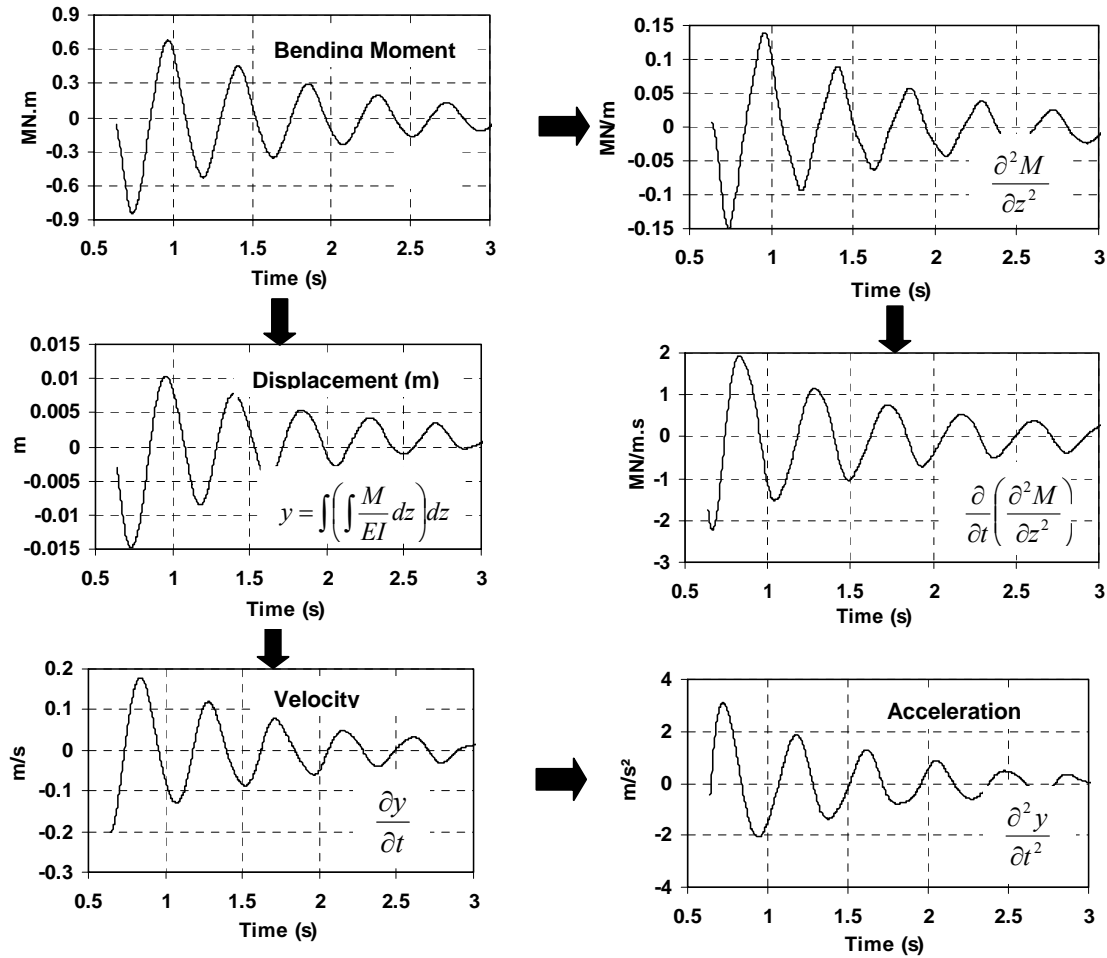 Bending Moment
MN.m
0.9
0.6
0.3
0
-0.3
-0.6
-0.9
0.5 1 1.5 2 2.5 3
Time (s)
MN/m
0.15
0.1
0.05
0
-0.05
-0.1
-0.15
∂²M/∂z²
0.5 1 1.5 2 2.5 3
Time (s)
Displacement (m)
m
0.015
0.01
0.005
0
-0.005
-0.01
-0.015
y = ∫(∫ M/EI dz) dz
0.5 1 1.5 2 2.5 3
Time (s)
MN/m.s
2
1
0
-1
-2
-3
∂/∂t (∂²M/∂z²)
0.5 1 1.5 2 2.5 3
Time (s)
Velocity
m/s
0.2
0.1
0
-0.1
-0.2
-0.3
∂y/∂t
0.5 1 1.5 2 2.5 3
Time (s)
Acceleration
m/s²
4
2
0
-2
-4
∂²y/∂t²
0.5 1 1.5 2 2.5 3
Time (s)